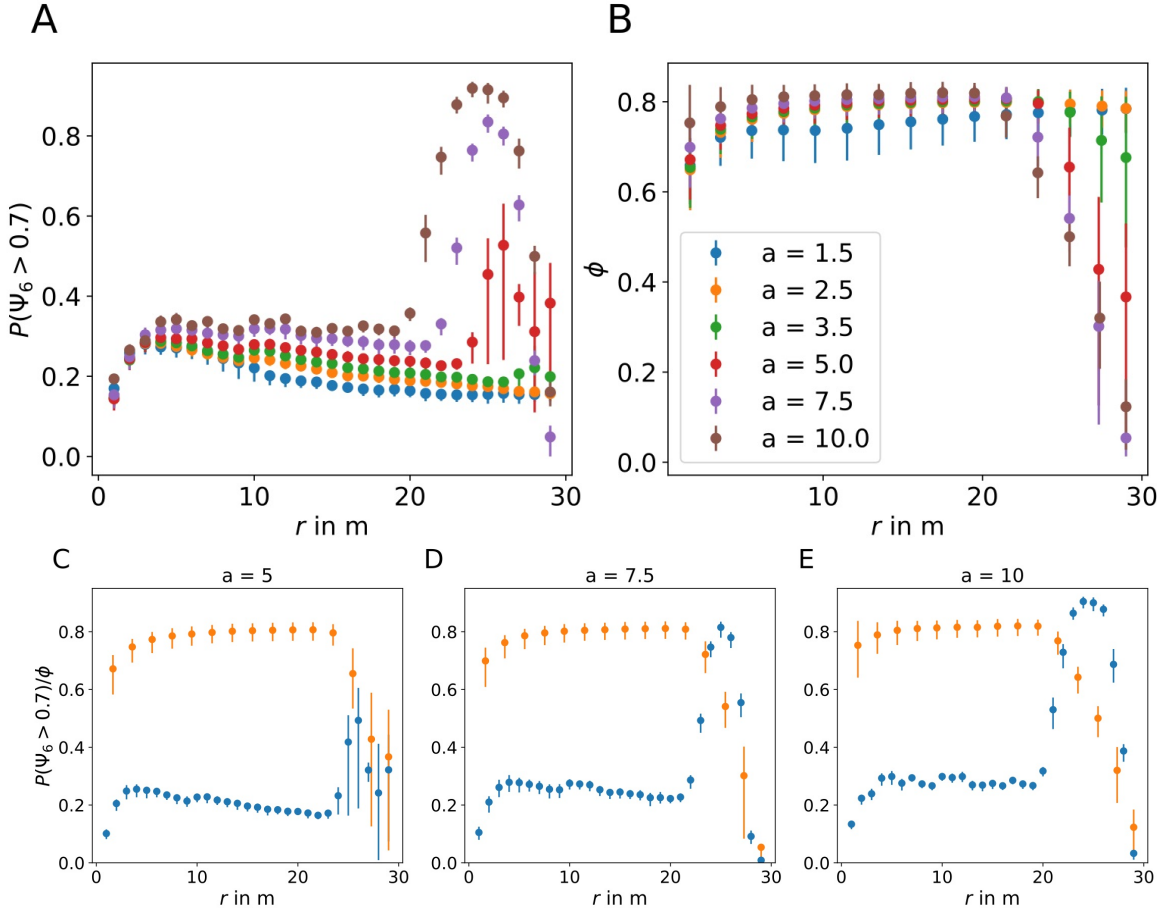 A
B
P(Ψ₆ > 0.7)
0.8
0.6
0.4
0.2
0.0
0
10
20
30
r in m
ϕ
0.8
0.6
0.4
0.2
0.0
10
20
30
r in m
a = 1.5
a = 2.5
a = 3.5
a = 5.0
a = 7.5
a = 10.0
C
a = 5
P(Ψ₆ > 0.7)/ϕ
0.8
0.6
0.4
0.2
0.0
0
10
20
30
r in m
D
a = 7.5
0.8
0.6
0.4
0.2
0.0
0
10
20
30
r in m
E
a = 10
0.8
0.6
0.4
0.2
0.0
0
10
20
30
r in m